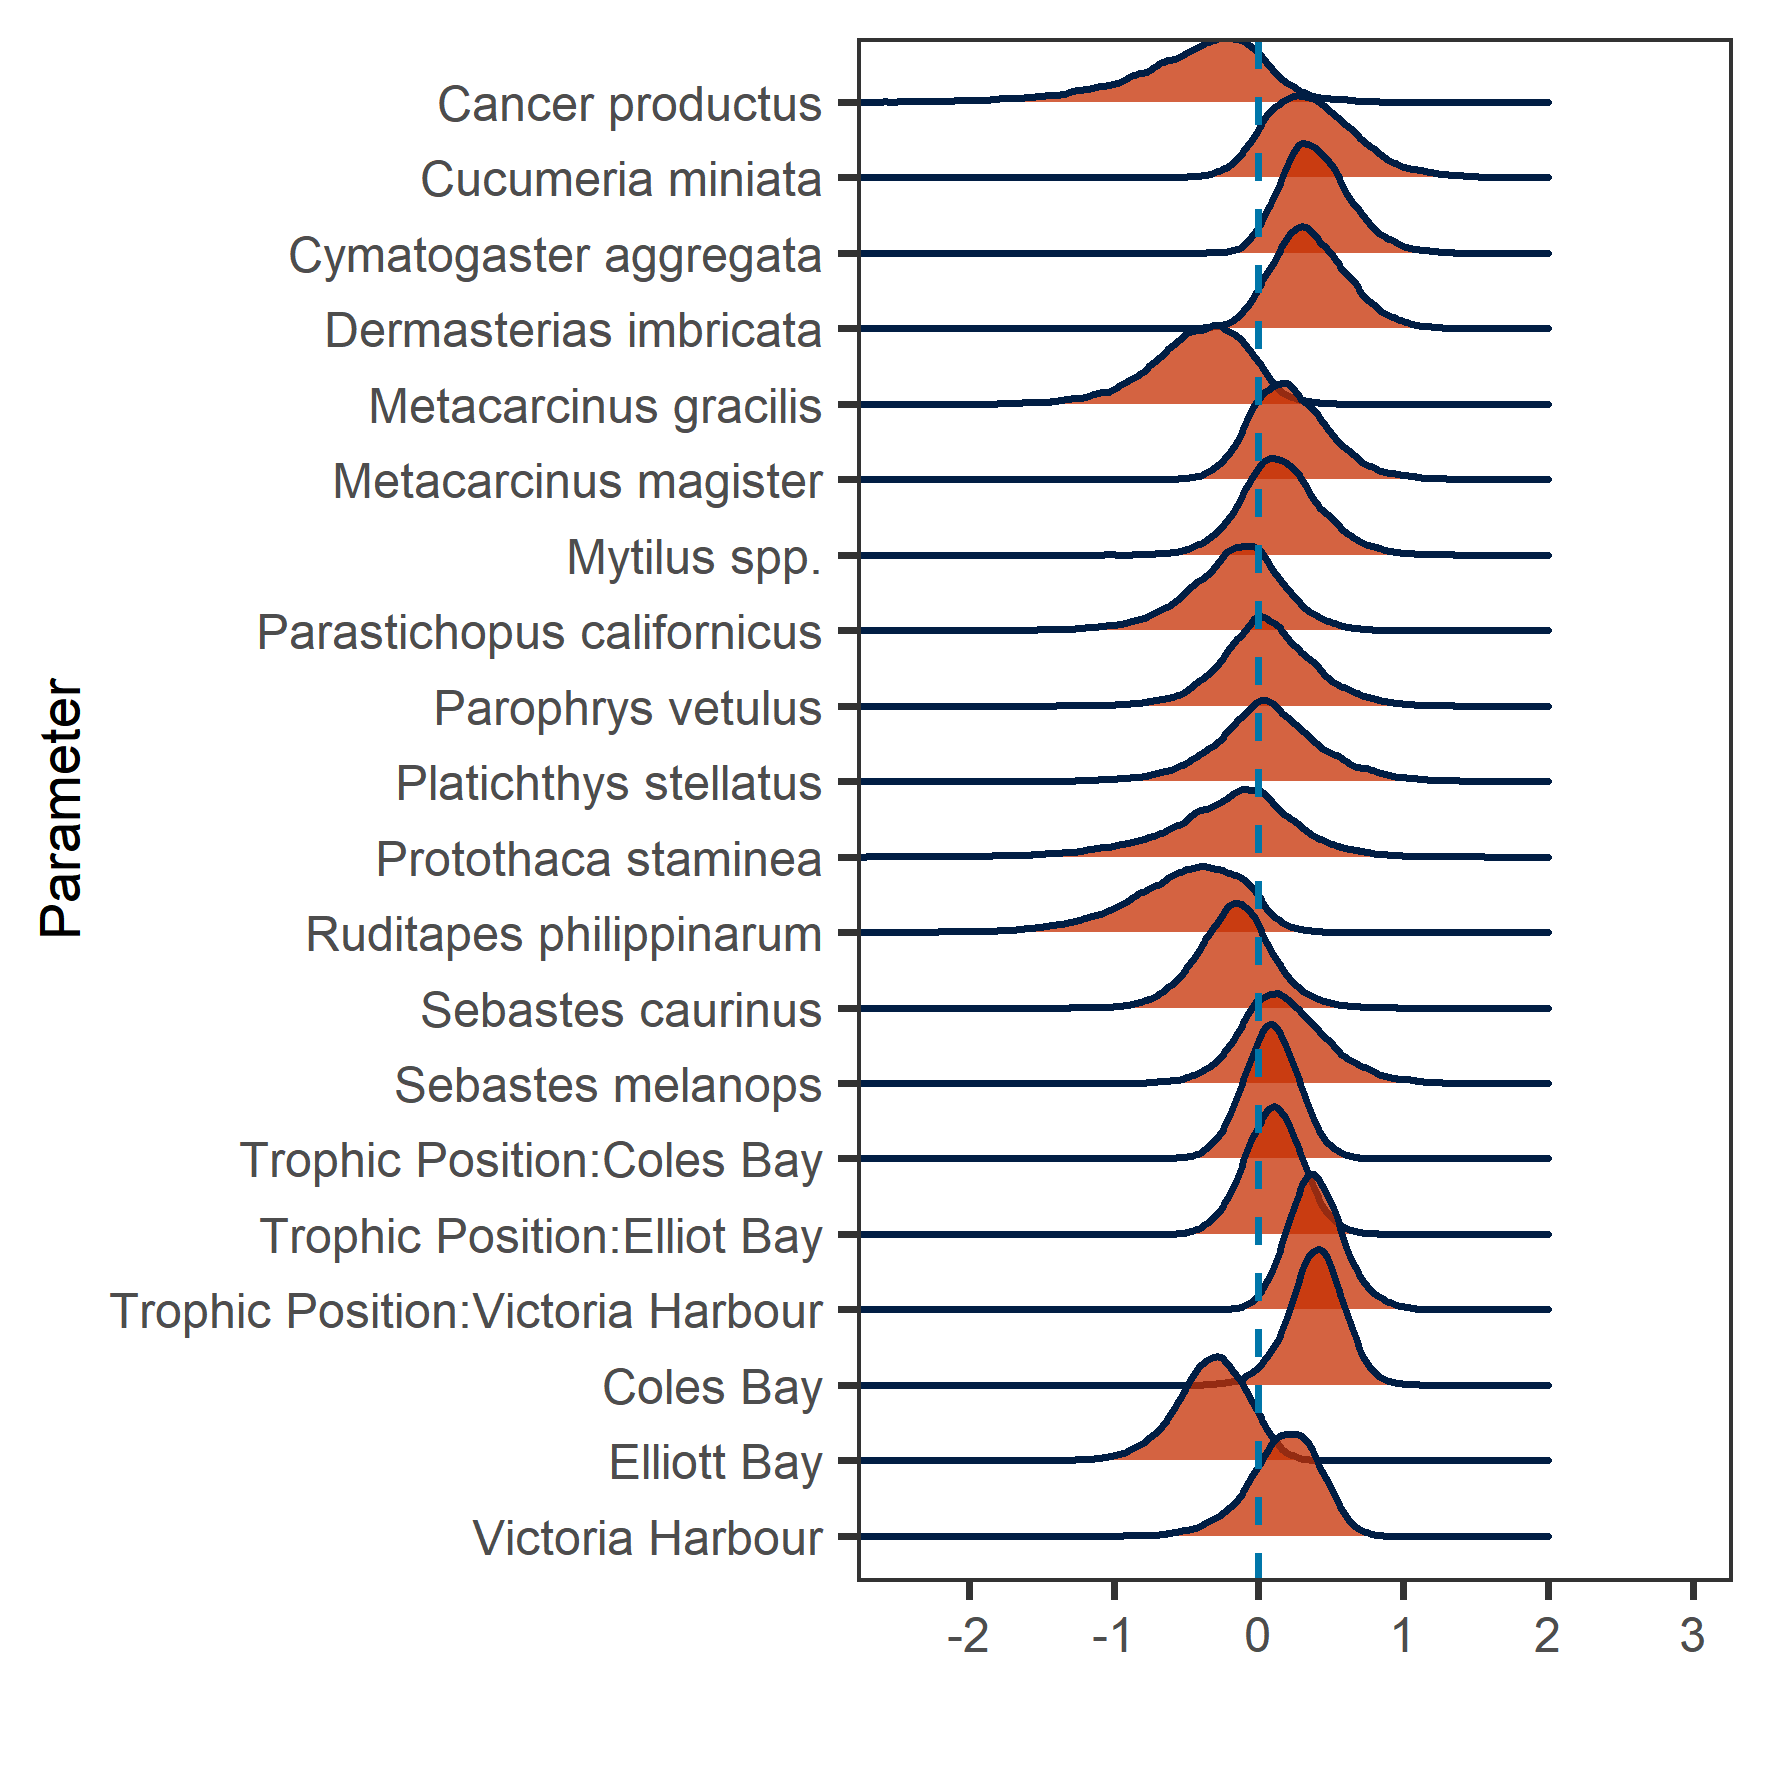 Cancer productus
Cucumeria miniata
Cymatogaster aggregata
Dermasterias imbricata
Metacarcinus gracilis
Metacarcinus magister
Mytilus spp.
Parastichopus californicus
Parophrys vetulus
Platichthys stellatus
Protothaca staminea
Ruditapes philippinarum
Sebastes caurinus
Sebastes melanops
Trophic Position:Coles Bay
Trophic Position:Elliot Bay
Trophic Position:Victoria Harbour
Coles Bay
Elliott Bay
Victoria Harbour
Parameter
-2 -1 0 1 2 3